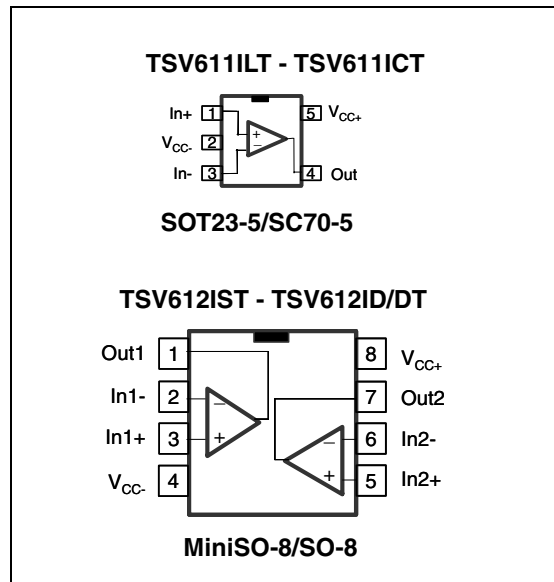 TSV611ILT - TSV611ICT
In+ 1 5 VCC+
+
VCC- 2
−
In- 3 4 Out
SOT23-5/SC70-5
TSV612IST - TSV612ID/DT
Out1 1 8 VCC+
In1- 2 − 7 Out2
In1+ 3 + − 6 In2-
VCC- 4 + 5 In2+
MiniSO-8/SO-8